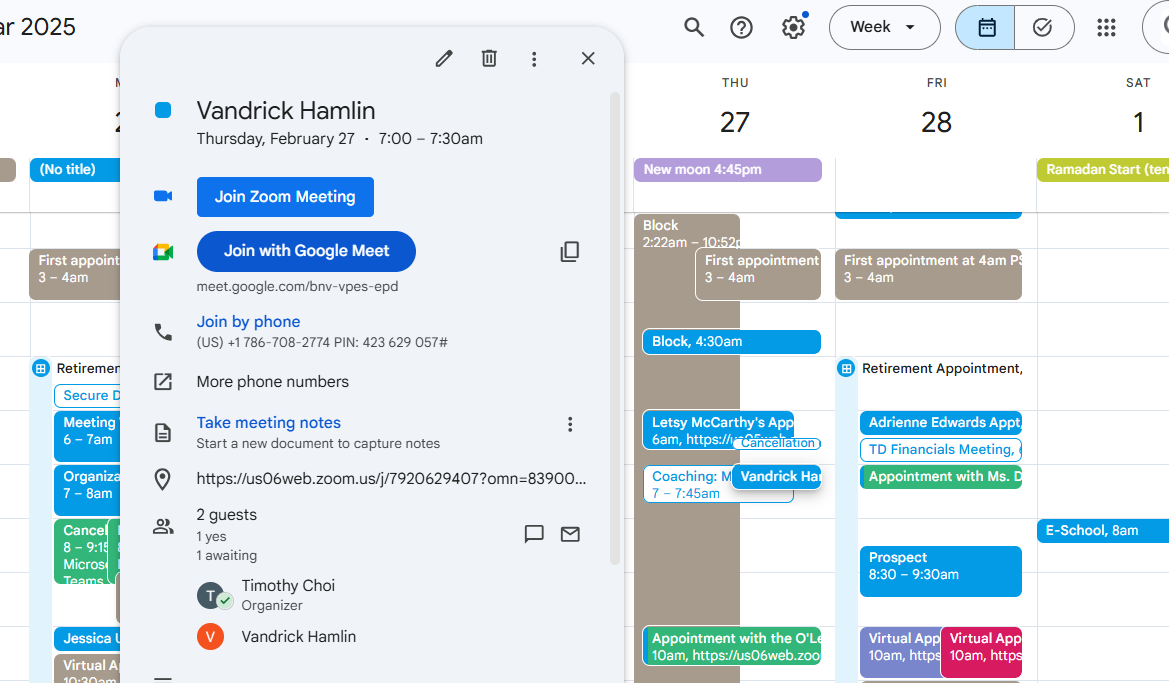 ar 2025
Week
THU
FRI
SAT
27
28
1
(No title)
New moon 4:45pm
Ramadan Start (ten
First appoint
3 – 4am
Retiremen
Secure D
Meeting
6 – 7am
Organiza
7 – 8am
Cancel
8 – 9:15
Microso
Teams
Jessica U
Virtual Ap
10:30am
Vandrick Hamlin
Thursday, February 27 · 7:00 – 7:30am
Join Zoom Meeting
Join with Google Meet
meet.google.com/bnv-vpes-epd
Join by phone
(US) +1 786-708-2774 PIN: 423 629 057#
More phone numbers
Take meeting notes
Start a new document to capture notes
https://us06web.zoom.us/j/7920629407?omn=83900...
2 guests
1 yes
1 awaiting
T
Timothy Choi
Organizer
V
Vandrick Hamlin
Block
2:22am – 10:52p
First appointment
3 – 4am
Block, 4:30am
Letsy McCarthy's App
6am, https://us05web
Cancellation
Coaching: M
7 – 7:45am
Vandrick Har
Appointment with the O'Le
10am, https://us06web.zoo
First appointment at 4am PS
3 – 4am
Retirement Appointment,
Adrienne Edwards Appt
TD Financials Meeting,
Appointment with Ms. D
Prospect
8:30 – 9:30am
Virtual App
10am, https
Virtual App
10am, https
E-School, 8am